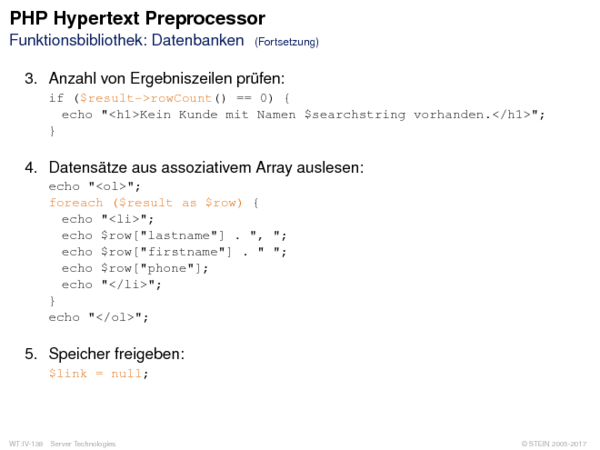 PHP Hypertext Preprocessor
Funktionsbibliothek: Datenbanken (Fortsetzung)
3. Anzahl von Ergebniszeilen prüfen:
if ($result->rowCount() == 0) {
echo "<h1>Kein Kunde mit Namen $searchstring vorhanden.</h1>";
}
4. Datensätze aus assoziativem Array auslesen:
echo "<ol>";
foreach ($result as $row) {
echo "<li>";
echo $row["lastname"] . ", ";
echo $row["firstname"] . " ";
echo $row["phone"];
echo "</li>";
}
echo "</ol>";
5. Speicher freigeben:
$link = null;
WT:IV-138 Server Technologies © STEIN 2005-2017